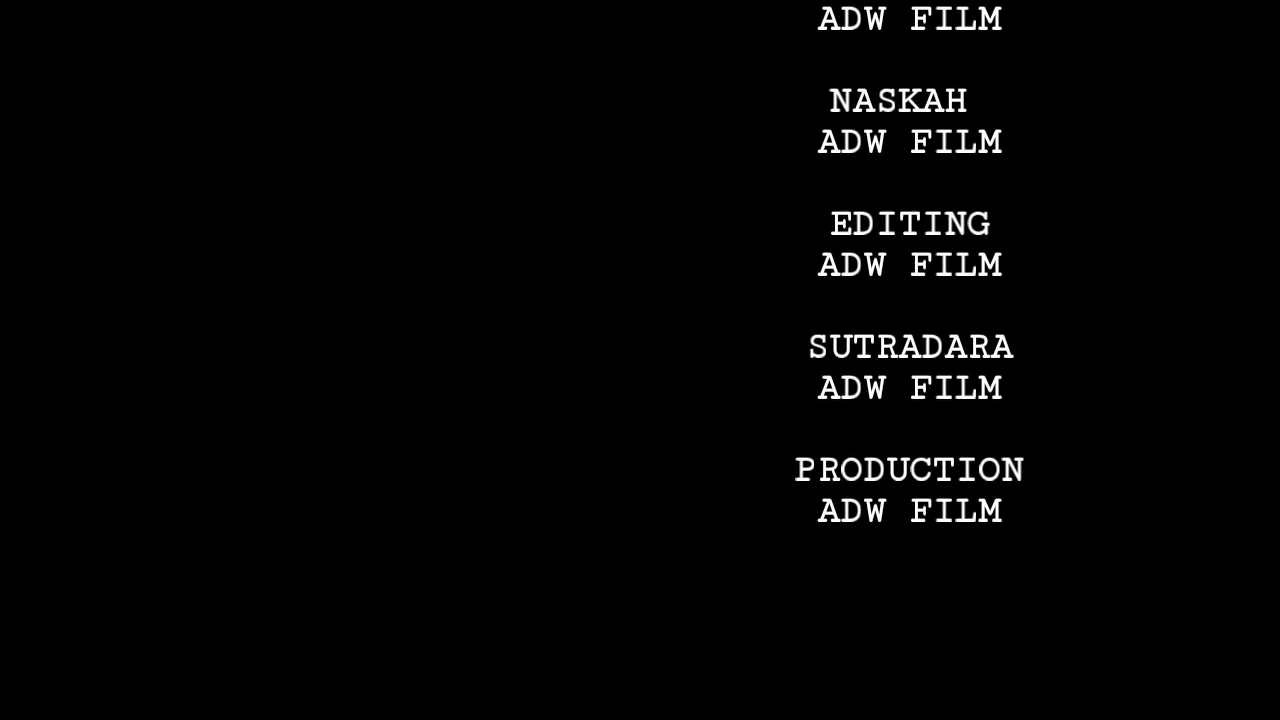 ADW FILM
NASKAH
ADW FILM
EDITING
ADW FILM
SUTRADARA
ADW FILM
PRODUCTION
ADW FILM